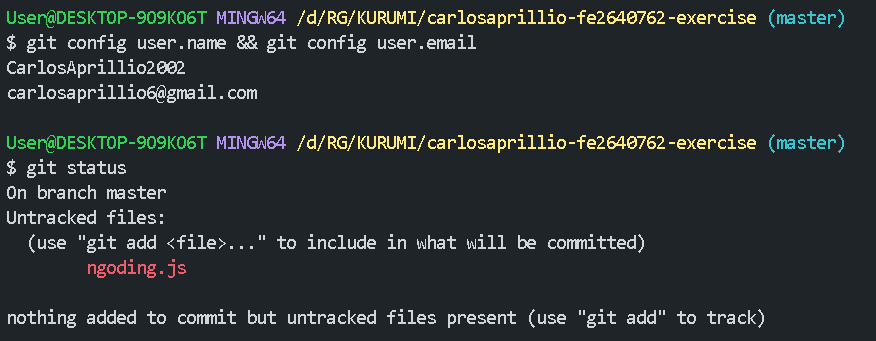 User@DESKTOP-9O9KO6T MINGW64 /d/RG/KURUMI/carlosaprillio-fe2640762-exercise (master)
$ git config user.name && git config user.email
CarlosAprillio2002
carlosaprillio6@gmail.com
User@DESKTOP-9O9KO6T MINGW64 /d/RG/KURUMI/carlosaprillio-fe2640762-exercise (master)
$ git status
On branch master
Untracked files:
(use "git add <file>..." to include in what will be committed)
ngoding.js
nothing added to commit but untracked files present (use "git add" to track)